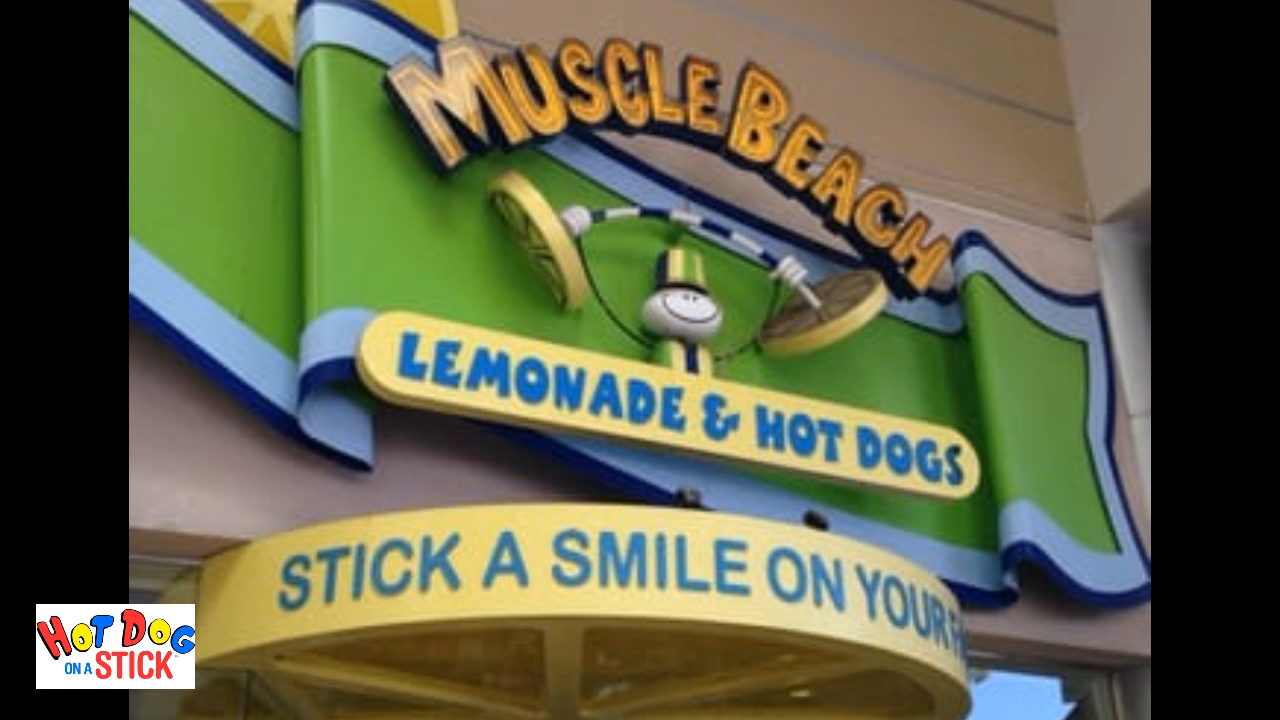 MUSCLE BEACH
LEMONADE & HOT DOGS
STICK A SMILE ON YOUR
HOT DOG
ON A STICK